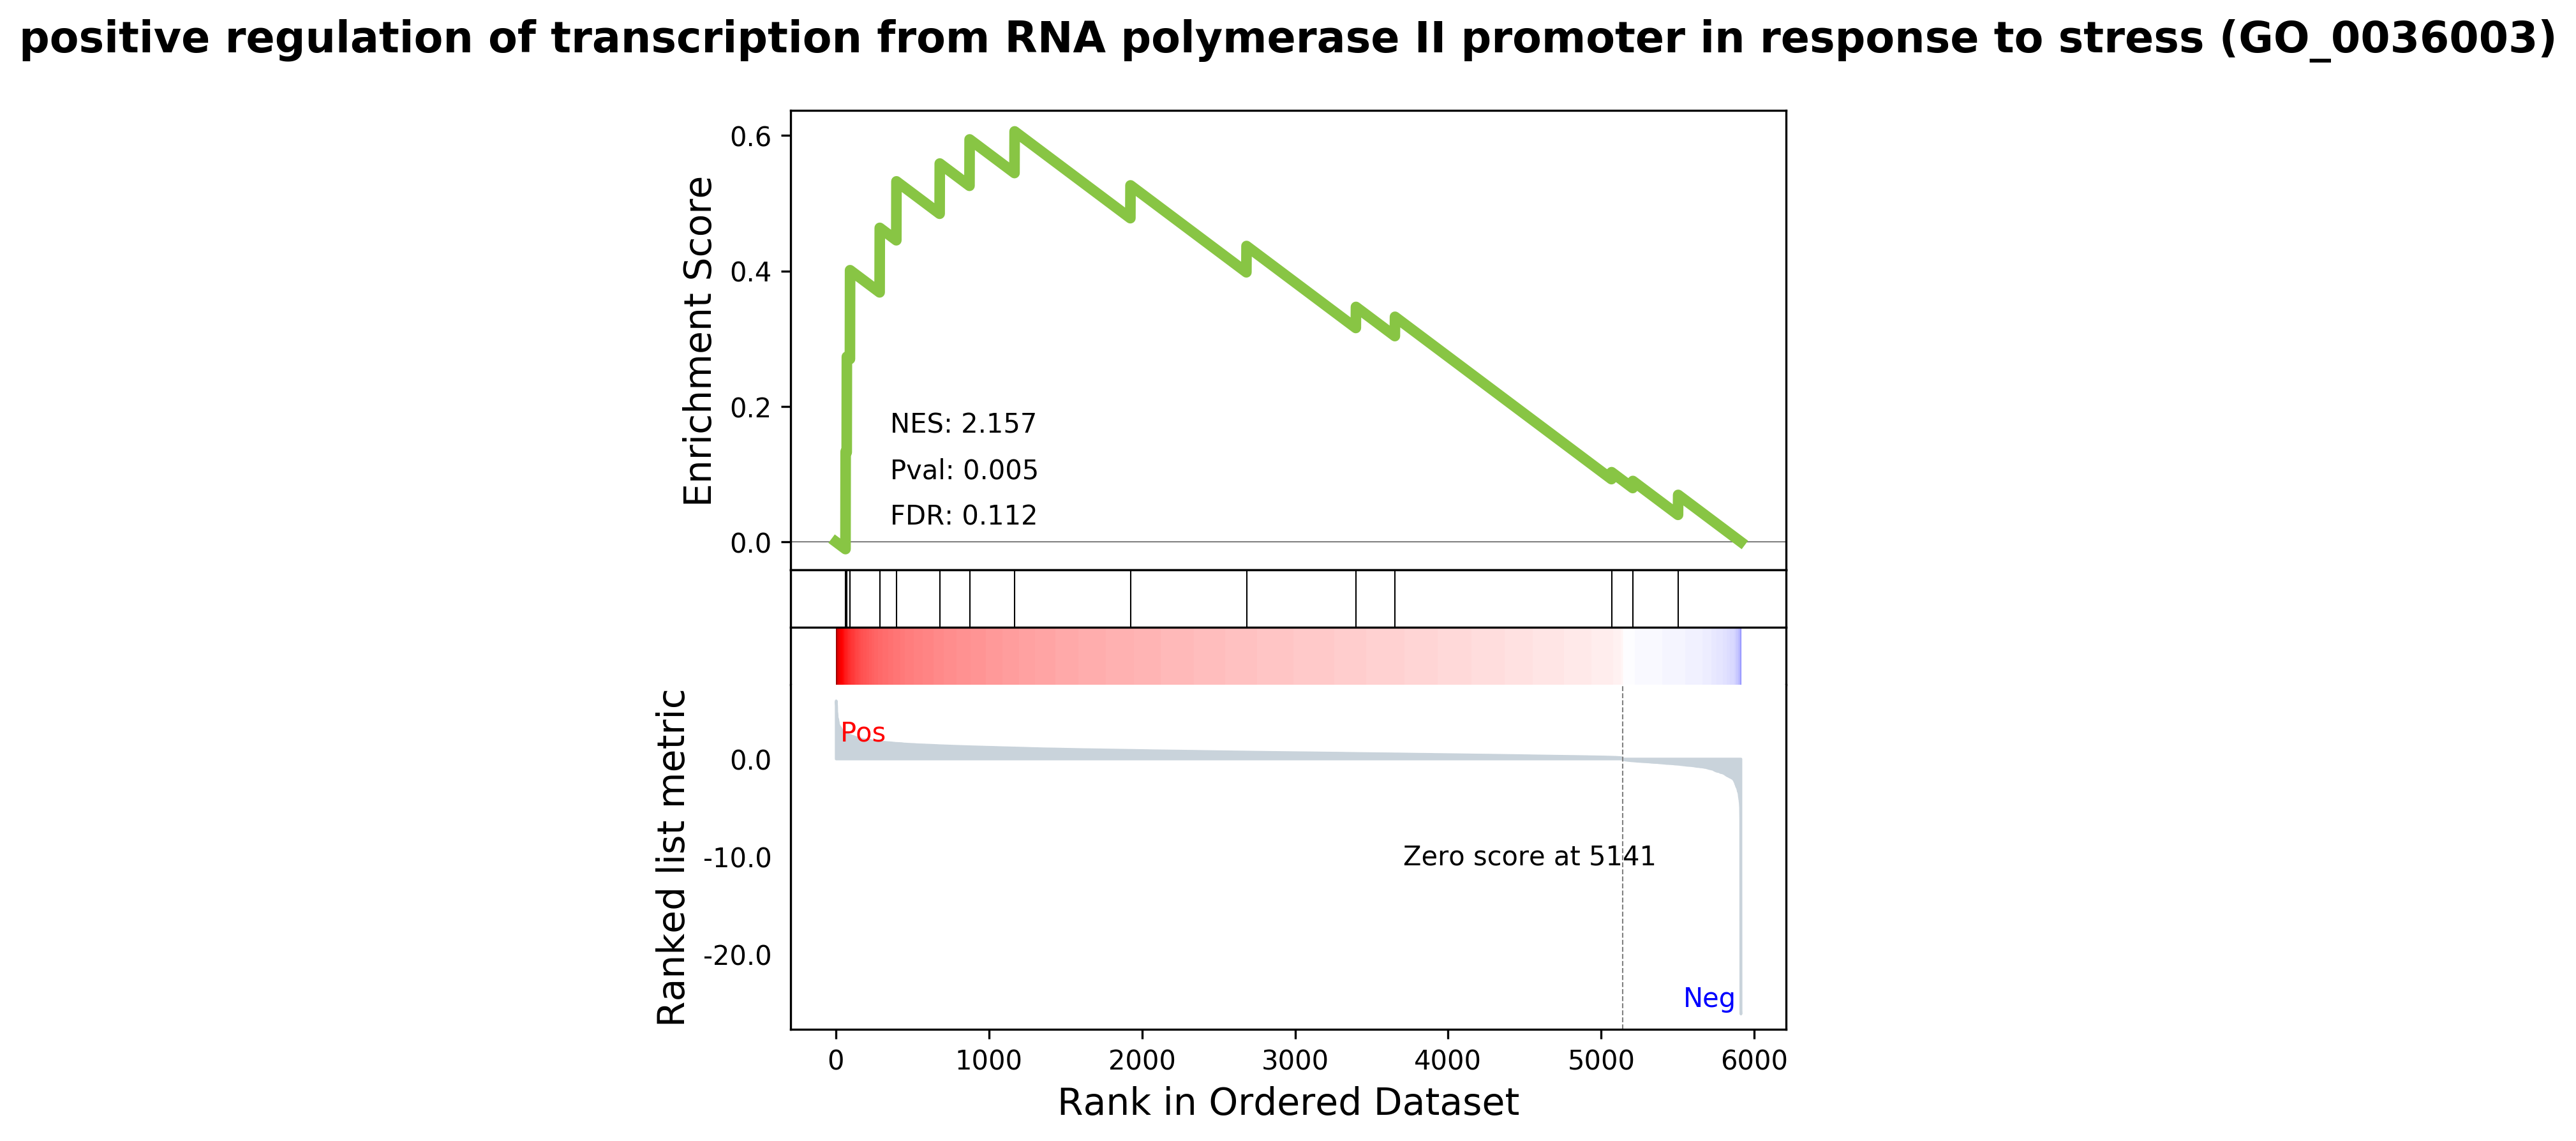 positive regulation of transcription from RNA polymerase II promoter in response to stress (GO_0036003)
Enrichment Score
0.6
0.4
0.2
0.0
NES: 2.157
Pval: 0.005
FDR: 0.112
Ranked list metric
0.0
-10.0
-20.0
Pos
Zero score at 5141
Neg
0 1000 2000 3000 4000 5000 6000
Rank in Ordered Dataset